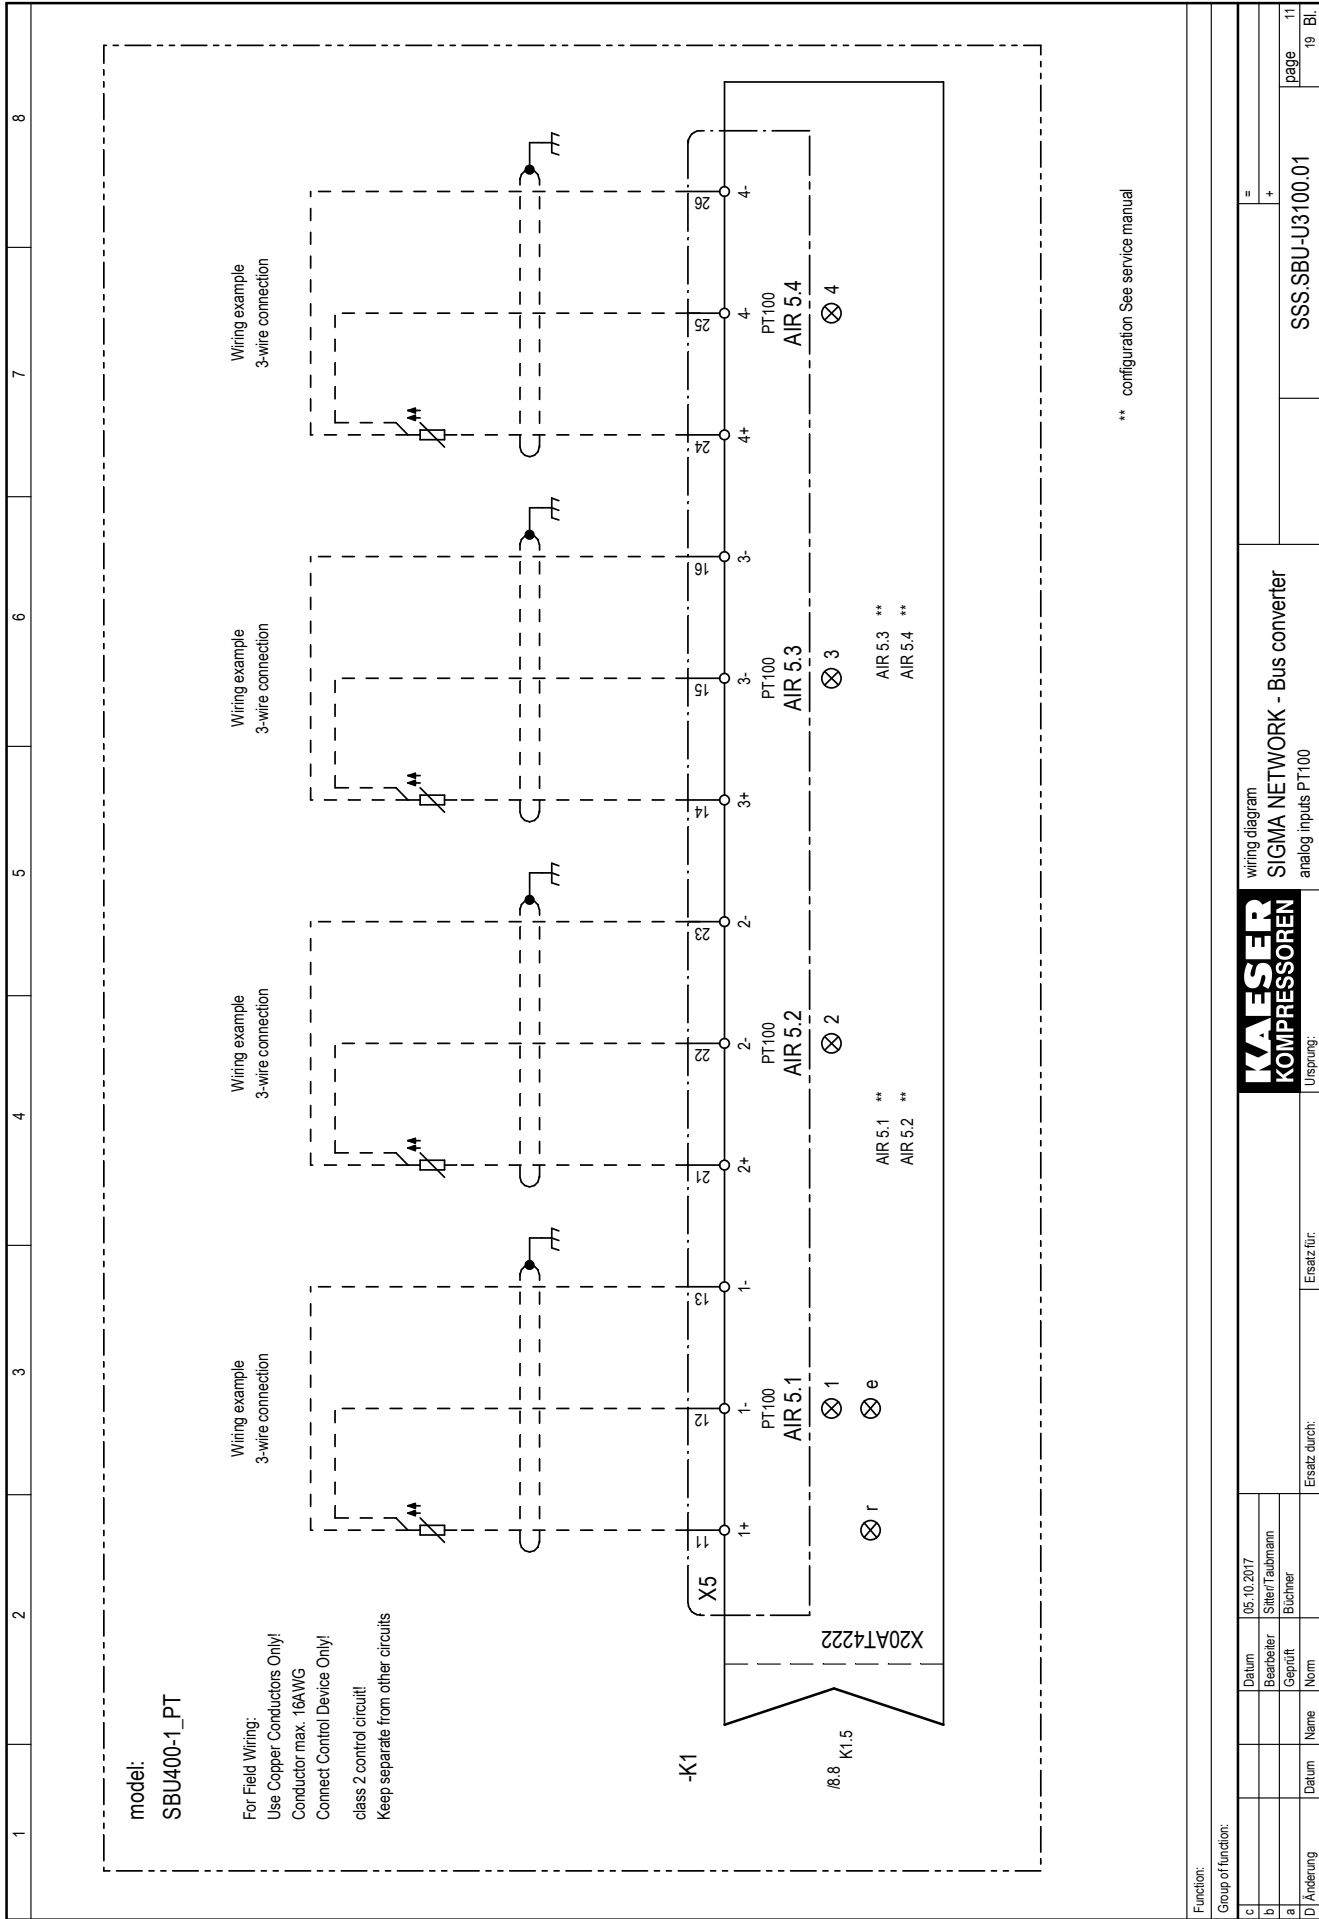 1 2 3 4 5 6 7 8
model:
SBU400-1_PT
For Field Wiring:
Use Copper Conductors Only!
Conductor max. 16AWG
Connect Control Device Only!
class 2 control circuit!
Keep separate from other circuits
Wiring example
3-wire connection
Wiring example
3-wire connection
Wiring example
3-wire connection
Wiring example
3-wire connection
-K1
X5
11 12 13 21 22 23 14 15 16 24 25 26
1+ 1- 1- 2+ 2- 2- 3+ 3- 3- 4+ 4- 4-
PT100 PT100 PT100 PT100
AIR 5.1 AIR 5.2 AIR 5.3 AIR 5.4
1 2 3 4
r e
/8.8
K1.5
X20AT4222
AIR 5.1 **
AIR 5.2 **
AIR 5.3 **
AIR 5.4 **
** configuration See service manual
Function:
Group of function:
c
b
a
D Änderung Datum Name
Datum 05.10.2017
Bearbeiter Sitter/Taubmann
Geprüft Büchner
Norm
Ersatz durch: Ersatz für: Ursprung:
KAESER
KOMPRESSOREN
wiring diagram
SIGMA NETWORK - Bus converter
analog inputs PT100
=
+
SSS.SBU-U3100.01
page 11
19 Bl.